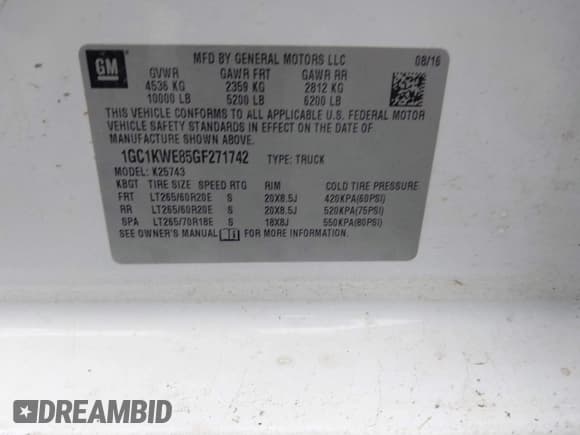 GM
MFD BY GENERAL MOTORS LLC 08/16
GVWR GAWR FRT GAWR RR
4536 KG 2359 KG 2812 KG
10000 LB 5200 LB 6200 LB
THIS VEHICLE CONFORMS TO ALL APPLICABLE U.S. FEDERAL MOTOR
VEHICLE SAFETY STANDARDS IN EFFECT ON THE DATE OF
MANUFACTURE SHOWN ABOVE.
1GC1KWE85GF271742 TYPE: TRUCK
MODEL: K25743
KBGT TIRE SIZE SPEED RTG RIM COLD TIRE PRESSURE
FRT LT265/60R20E S 20X8.5J 420KPA(60PSI)
RR LT265/60R20E S 20X8.5J 520KPA(75PSI)
SPA LT265/70R18E S 18X8J 550KPA(80PSI)
SEE OWNER'S MANUAL FOR MORE INFORMATION.
DREAMBID